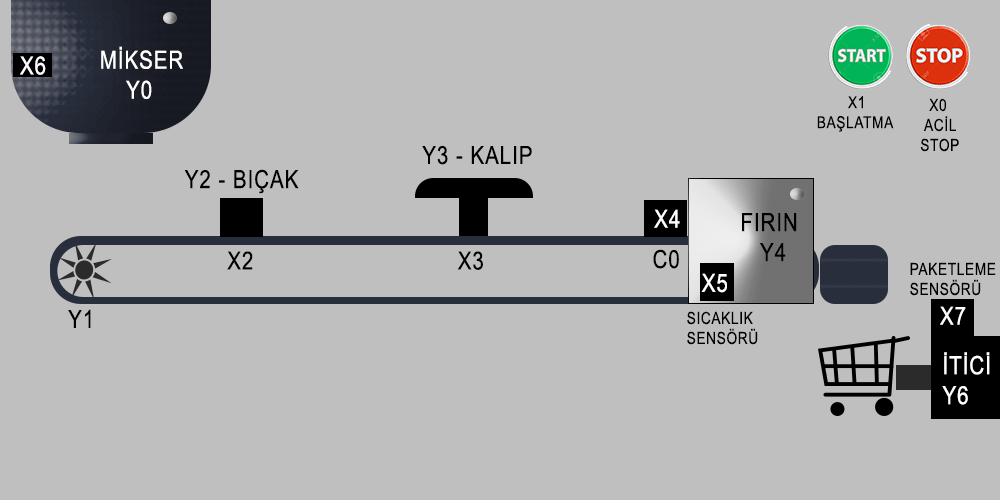 X6
MİKSER
Y0
START
STOP
X1
BAŞLATMA
X0
ACİL
STOP
Y2 - BIÇAK
Y3 - KALIP
X4
FIRIN
Y4
X2
X3
C0
X5
Y1
SICAKLIK
SENSÖRÜ
PAKETLEME
SENSÖRÜ
X7
İTİCİ
Y6